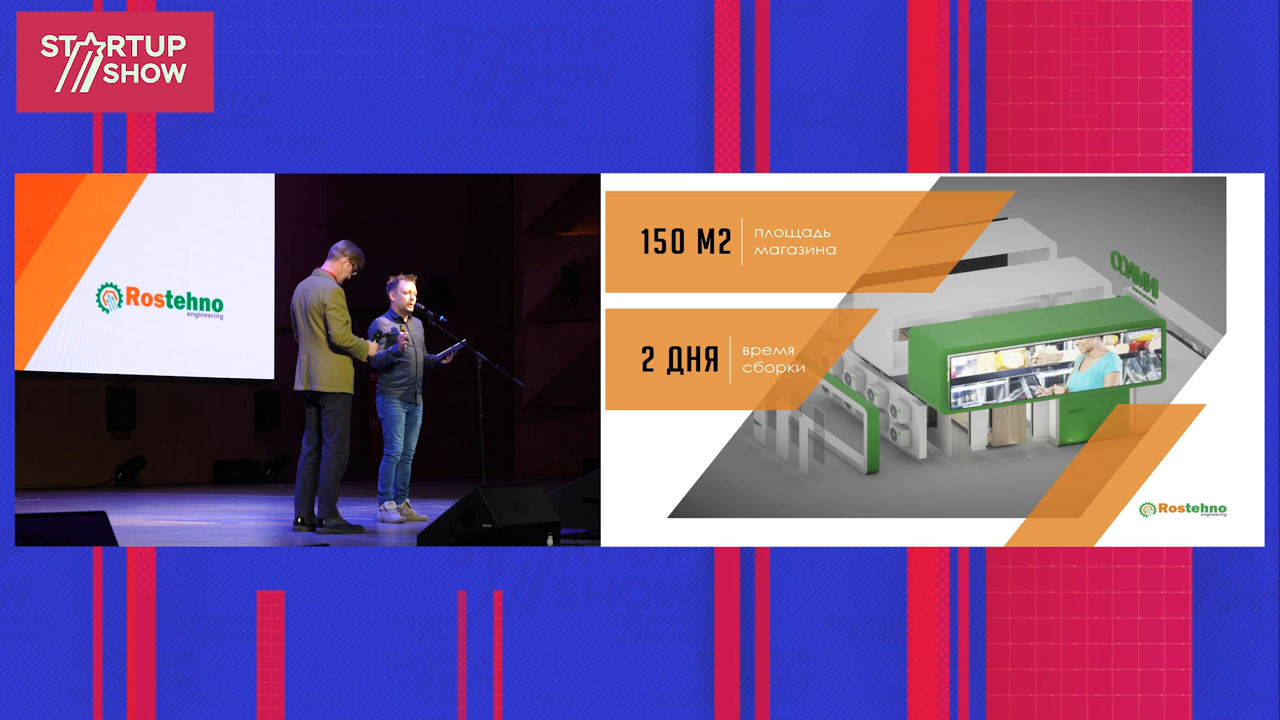 STARTUP
SHOW
Rostehno
engineering
150 М2
площадь
магазина
2 ДНЯ
время
сборки
Rostehno
engineering